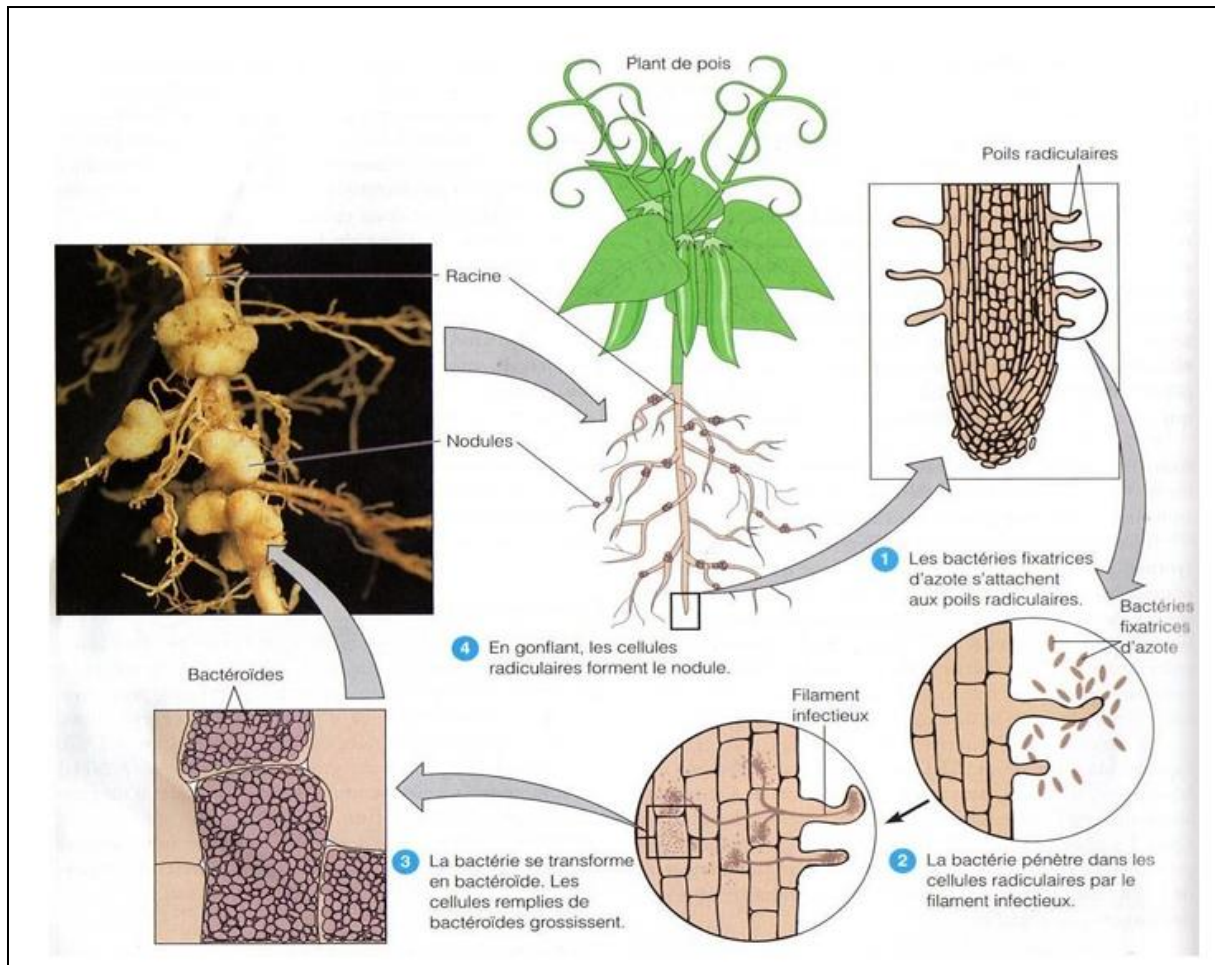 Plant de pois
Poils radiculaires
Racine
Nodules
1 Les bactéries fixatrices
d'azote s'attachent
aux poils radiculaires.
Bactéries
fixatrices
d'azote
4 En gonflant, les cellules
radiculaires forment le nodule.
Bactéroïdes
Filament
infectieux
3 La bactérie se transforme
en bactéroïde. Les
cellules remplies de
bactéroïdes grossissent.
2 La bactérie pénètre dans les
cellules radiculaires par le
filament infectieux.